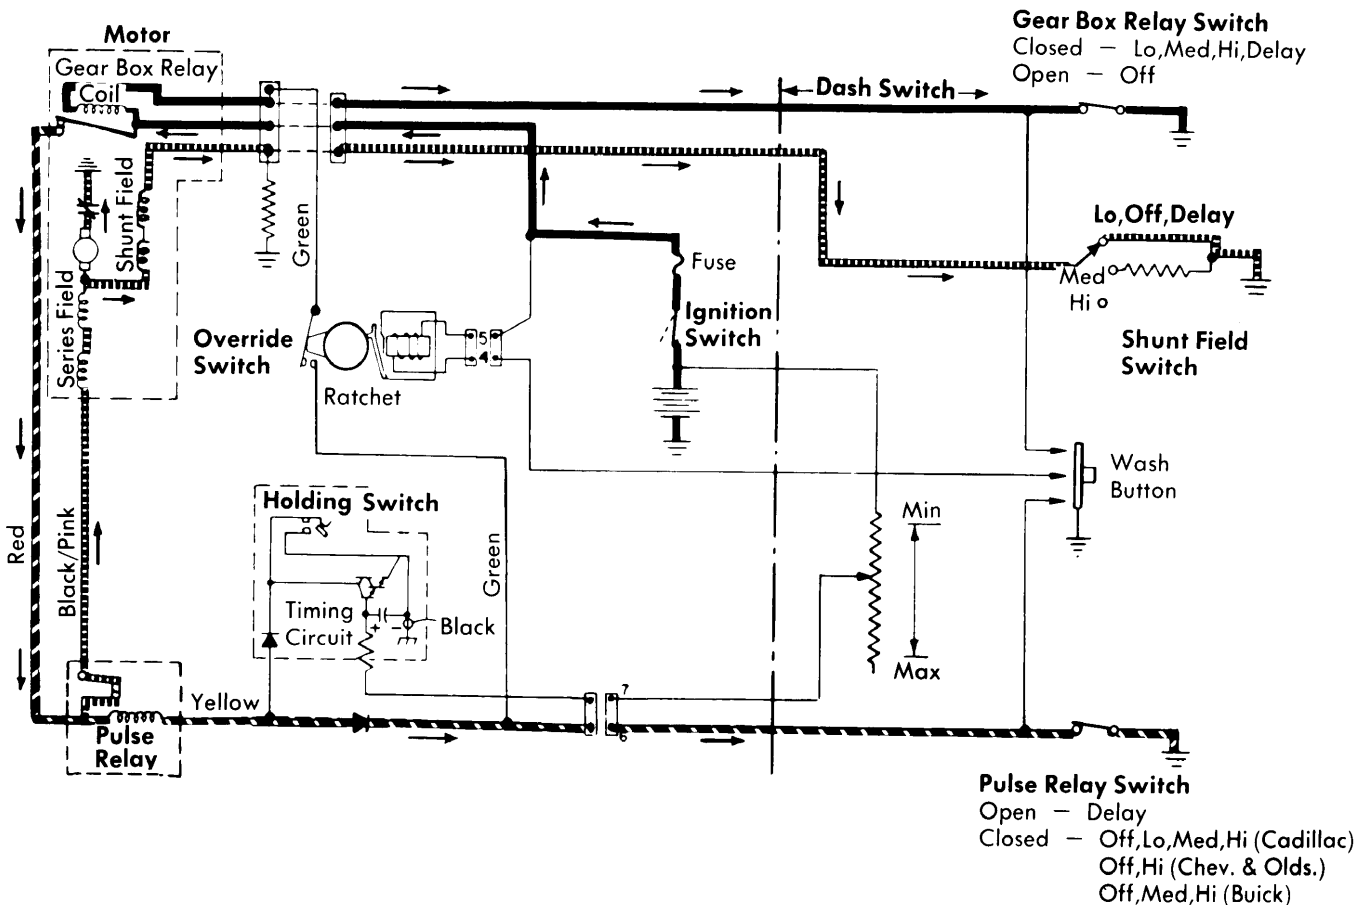 Motor
Gear Box Relay
Coil
Shunt Field
Series Field
Green
Dash Switch
Gear Box Relay Switch
Closed — Lo,Med,Hi,Delay
Open — Off
Lo,Off,Delay
Med
Hi
Shunt Field
Switch
Fuse
Ignition
Switch
Override
Switch
Ratchet
5
4
Wash
Button
Min
Max
Holding Switch
Timing
Circuit
+ −
Black
Green
Red
Black/Pink
Yellow
Pulse
Relay
7
6
Pulse Relay Switch
Open — Delay
Closed — Off,Lo,Med,Hi (Cadillac)
Off,Hi (Chev. & Olds.)
Off,Med,Hi (Buick)